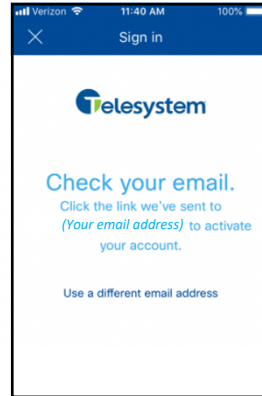 Verizon 11:40 AM 100%
Sign in
Telesystem
Check your email.
Click the link we've sent to
(Your email address) to activate
your account.
Use a different email address